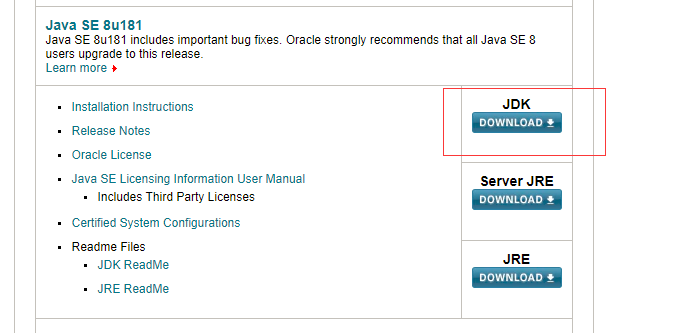 Java SE 8u181
Java SE 8u181 includes important bug fixes. Oracle strongly recommends that all Java SE 8
users upgrade to this release.
Learn more
Installation Instructions
Release Notes
Oracle License
Java SE Licensing Information User Manual
Includes Third Party Licenses
Certified System Configurations
Readme Files
JDK ReadMe
JRE ReadMe
JDK
DOWNLOAD
Server JRE
DOWNLOAD
JRE
DOWNLOAD